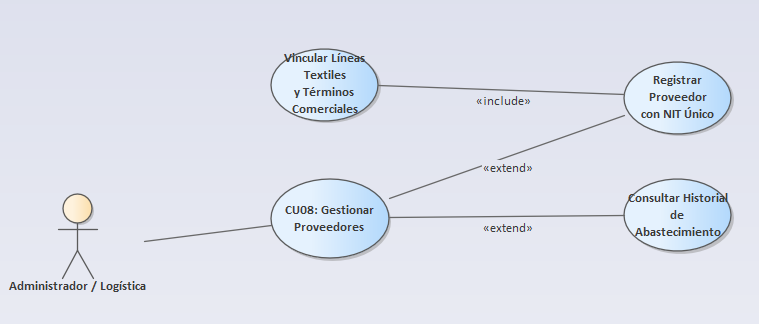 Vincular Líneas
Textiles
y Términos
Comerciales
«include»
Registrar
Proveedor
con NIT Único
«extend»
CU08: Gestionar
Proveedores
«extend»
Consultar Historial
de
Abastecimiento
Administrador / Logística